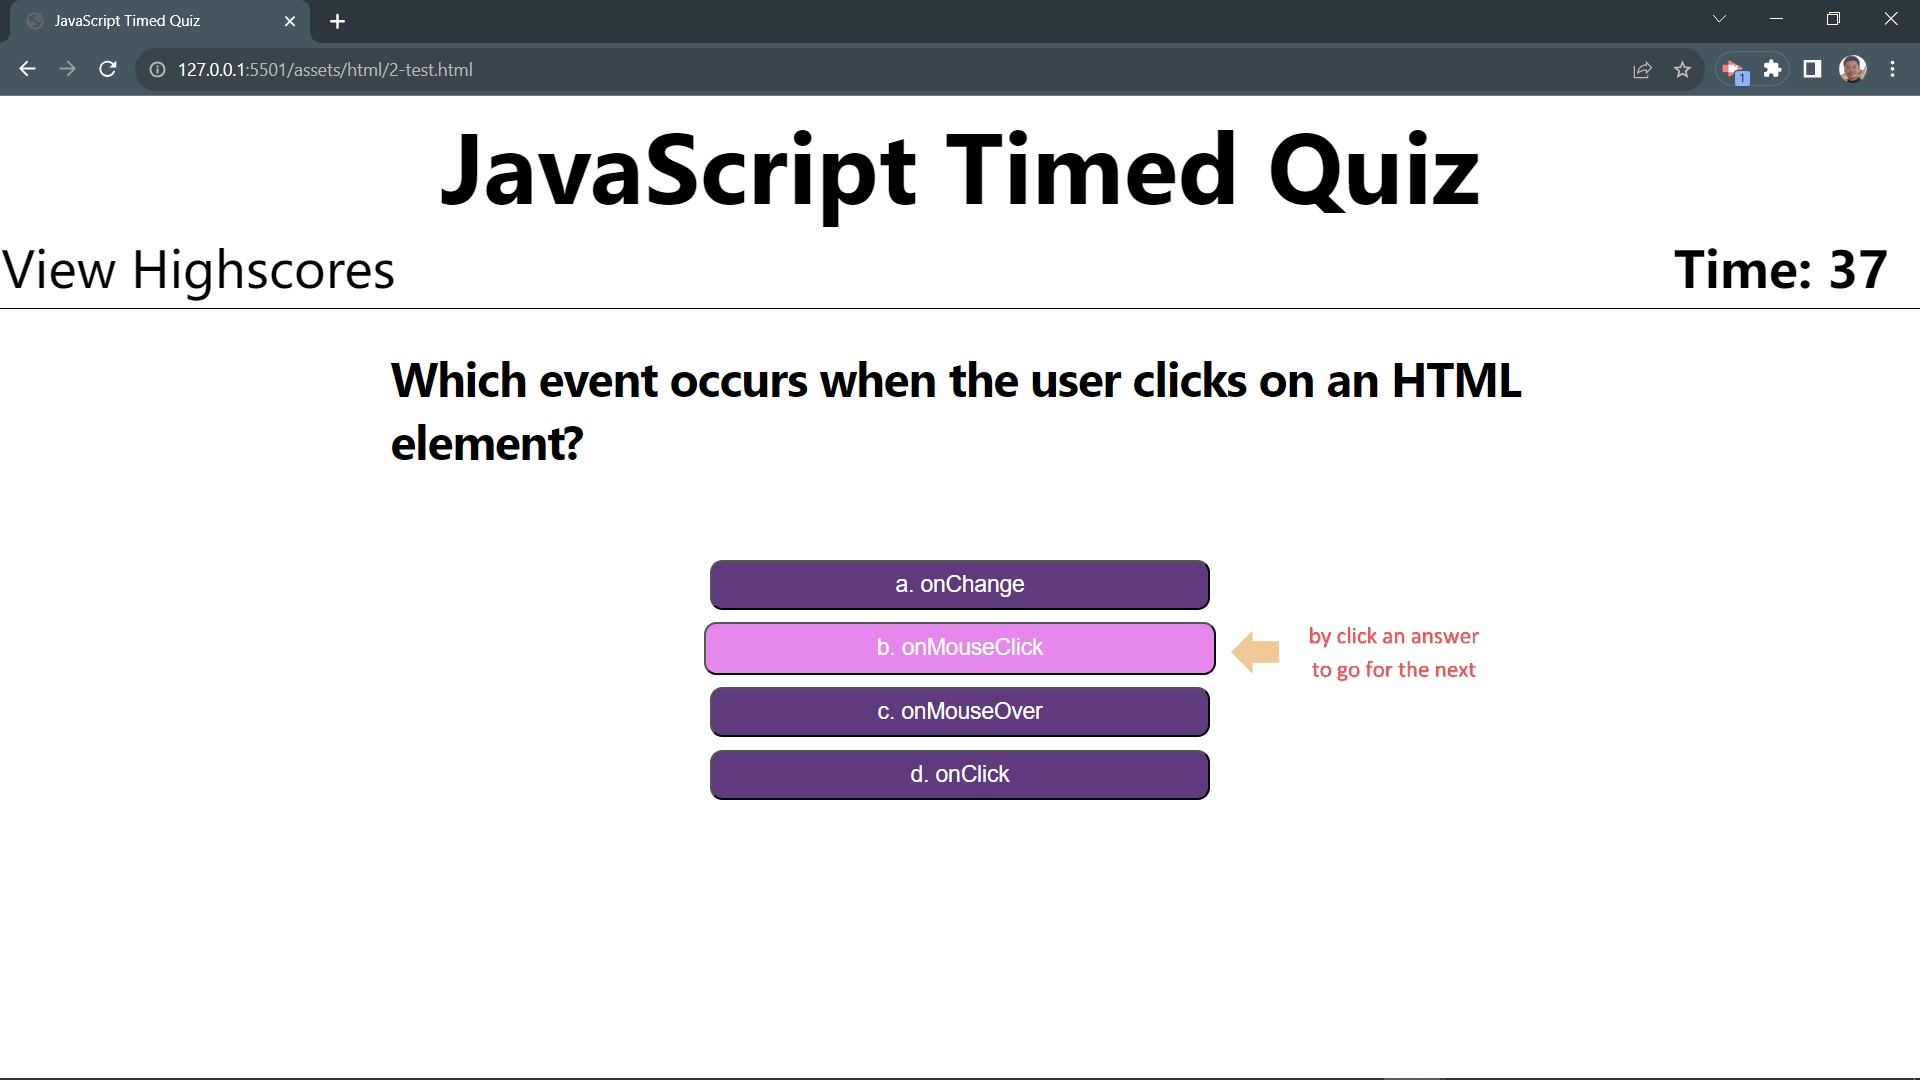 JavaScript Timed Quiz
127.0.0.1:5501/assets/html/2-test.html
1
JavaScript Timed Quiz
View Highscores
Time: 37
Which event occurs when the user clicks on an HTML
element?
a. onChange
b. onMouseClick
by click an answer
to go for the next
c. onMouseOver
d. onClick